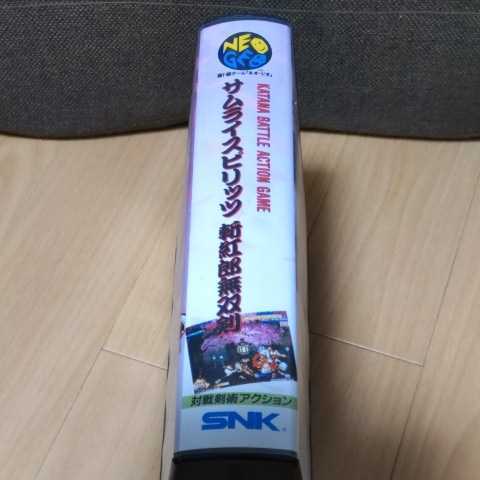 NEO
GEO
KATANA BATTLE ACTION GAME
サムライスピリッツ 斬紅郎無双剣
対戦剣術アクション
SNK